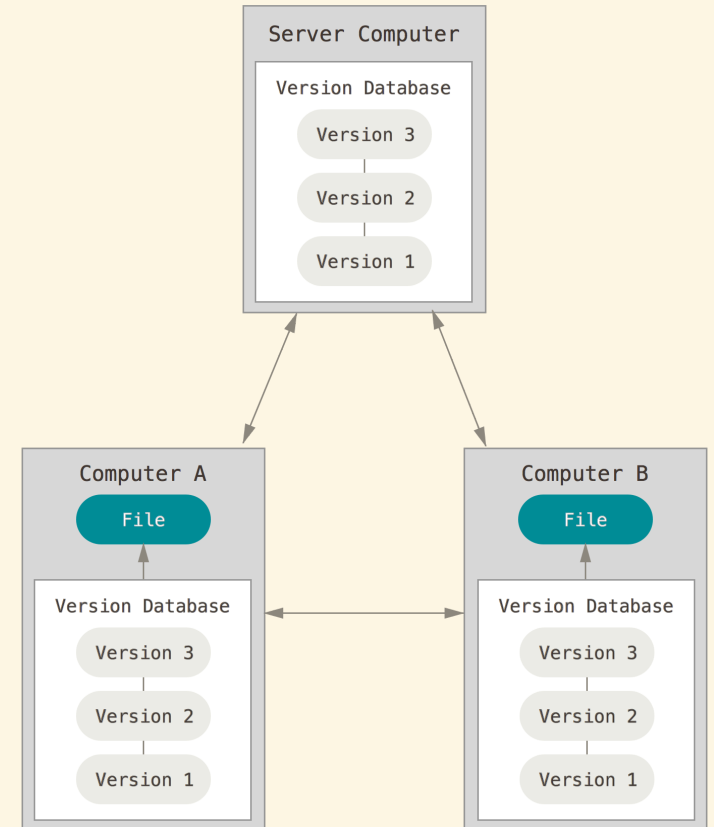 Server Computer
Version Database
Version 3
Version 2
Version 1
Computer A
File
Version Database
Version 3
Version 2
Version 1
Computer B
File
Version Database
Version 3
Version 2
Version 1